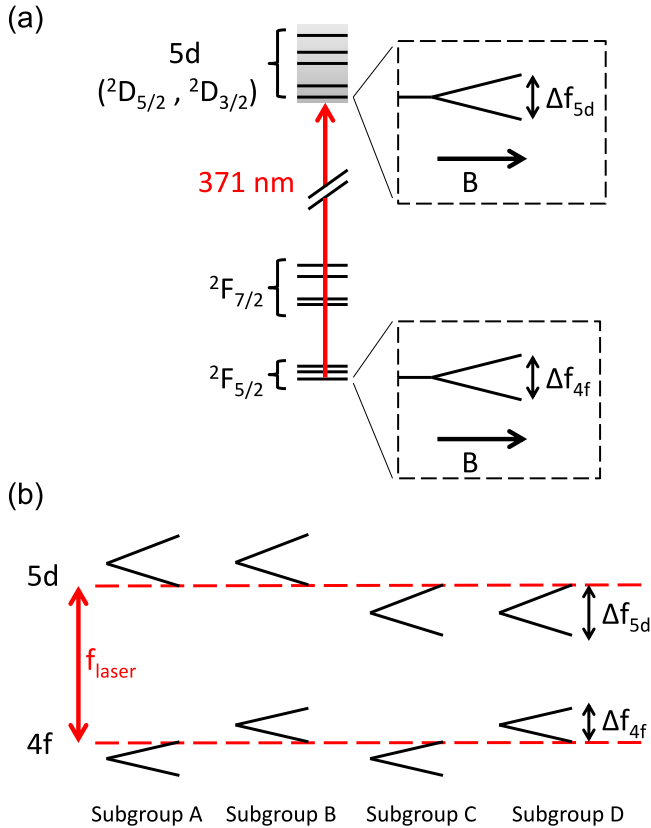 (a)
5d
(²D₅/₂ , ²D₃/₂)
Δf₅d
B
371 nm
²F₇/₂
²F₅/₂
Δf₄f
B
(b)
5d
Δf₅d
f laser
4f
Δf₄f
Subgroup A Subgroup B Subgroup C Subgroup D